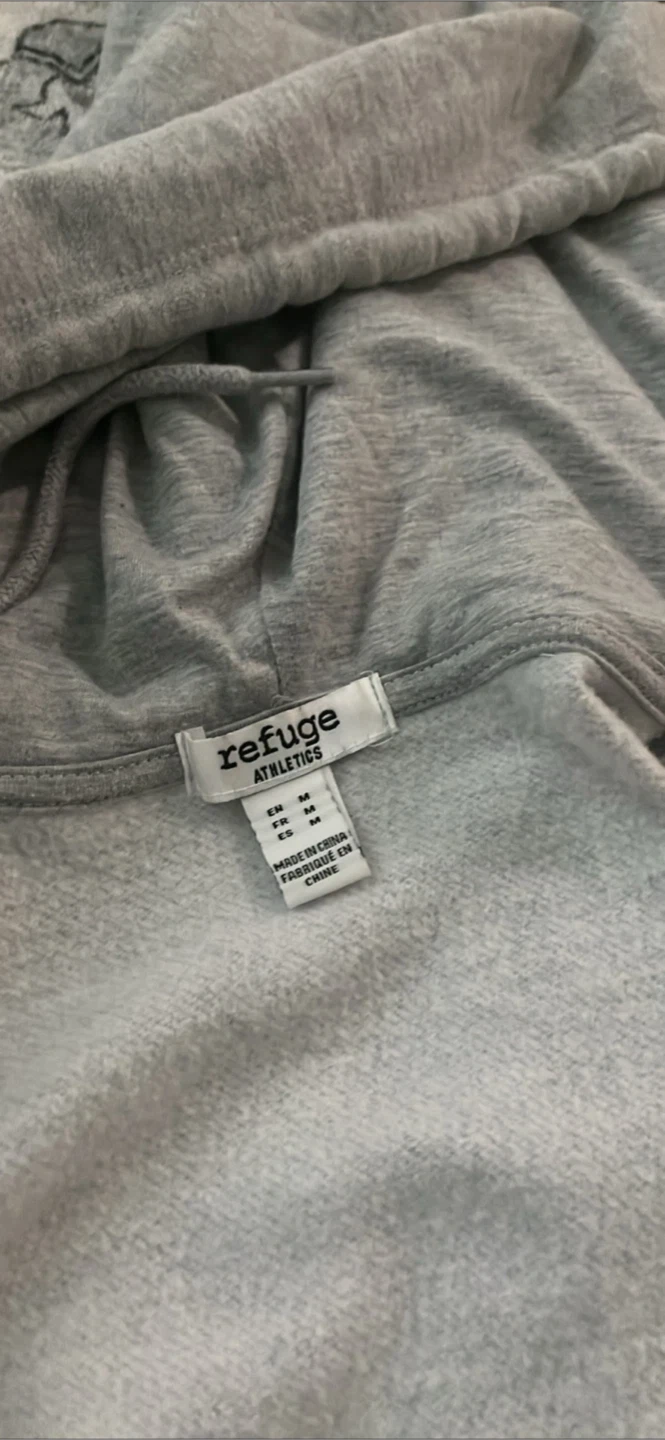 refuge
ATHLETICS
EN M
FR M
ES M
MADE IN CHINA
FABRIQUÉ EN
CHINE